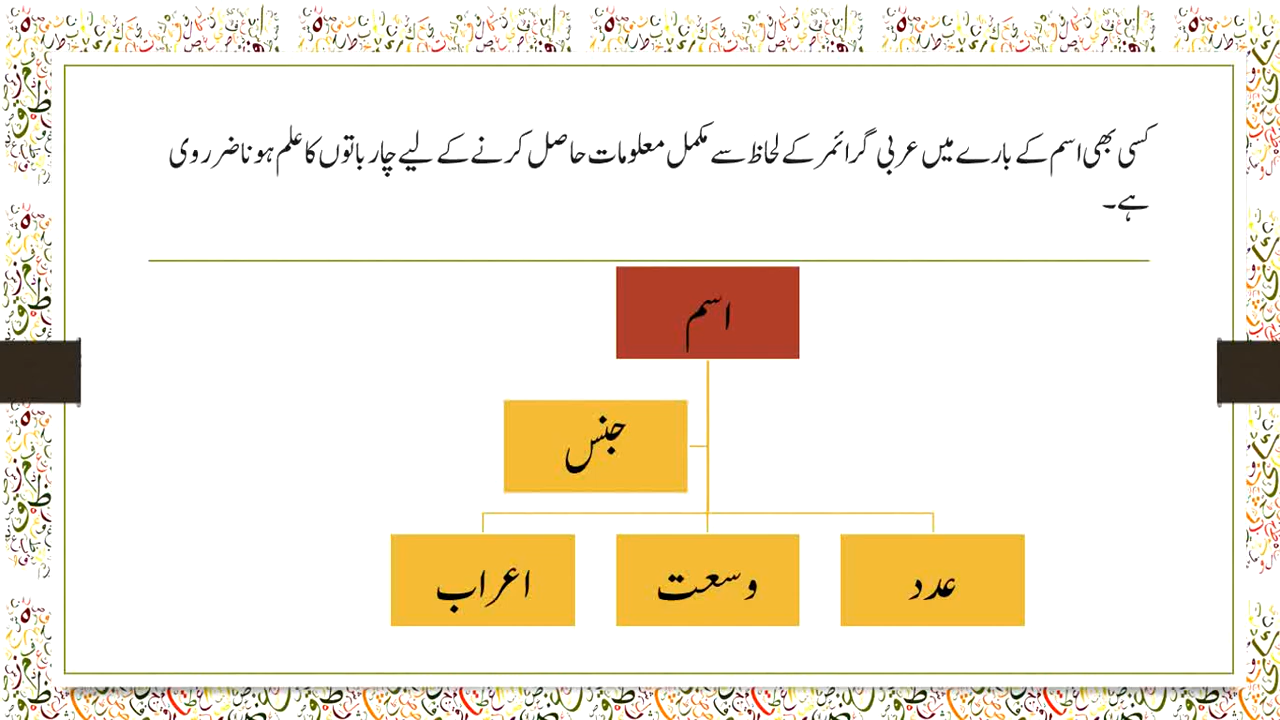 کسی بھی اسم کے بارے میں عربی گرائمر کے لحاظ سے مکمل معلومات حاصل کرنے کے لیے چار باتوں کا علم ہونا ضرروی
ہے۔
اسم
جنس
عدد
وسعت
اعراب